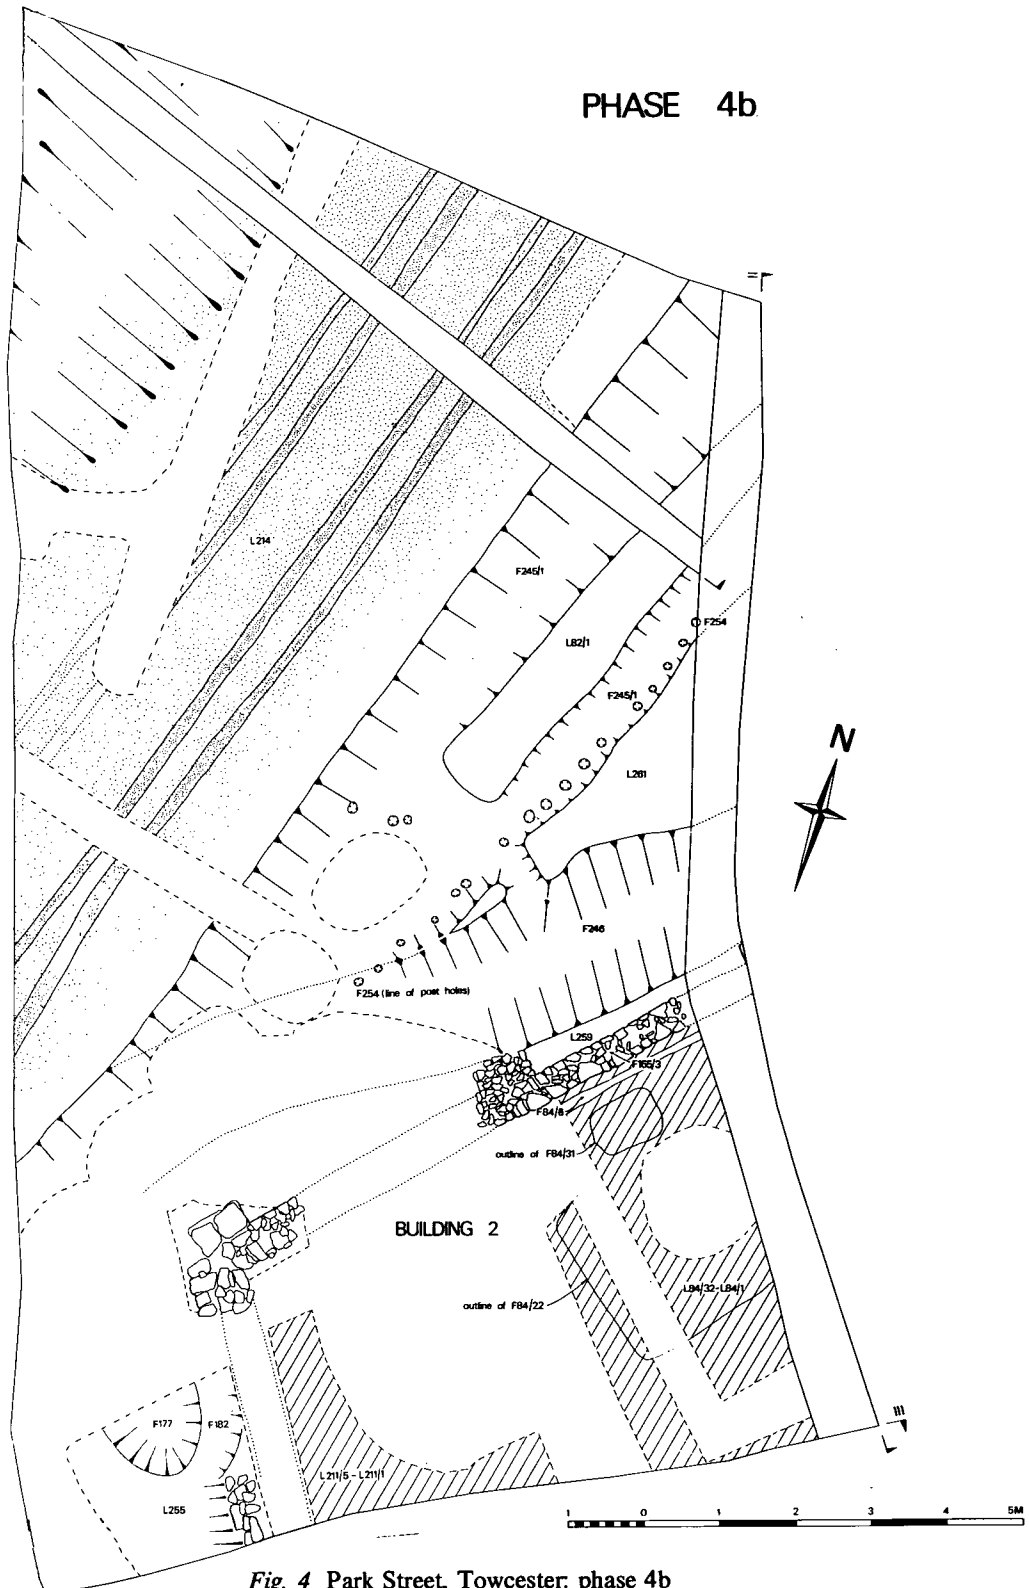 PHASE 4b
=
L214
F245/1
F254
L82/1
F245/1
L261
N
F246
F254 (line of post holes)
L259
F165/3
F84/8
outline of F84/31
BUILDING 2
L84/32-L84/1
outline of F84/22
F177
F182
III
L211/5 - L211/1
L255
1 0 1 2 3 4 5M
Fig. 4 Park Street, Towcester: phase 4b